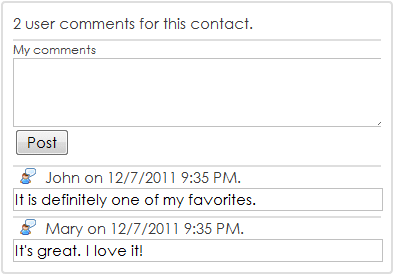 2 user comments for this contact.
My comments
Post
John on 12/7/2011 9:35 PM.
It is definitely one of my favorites.
Mary on 12/7/2011 9:35 PM.
It's great. I love it!